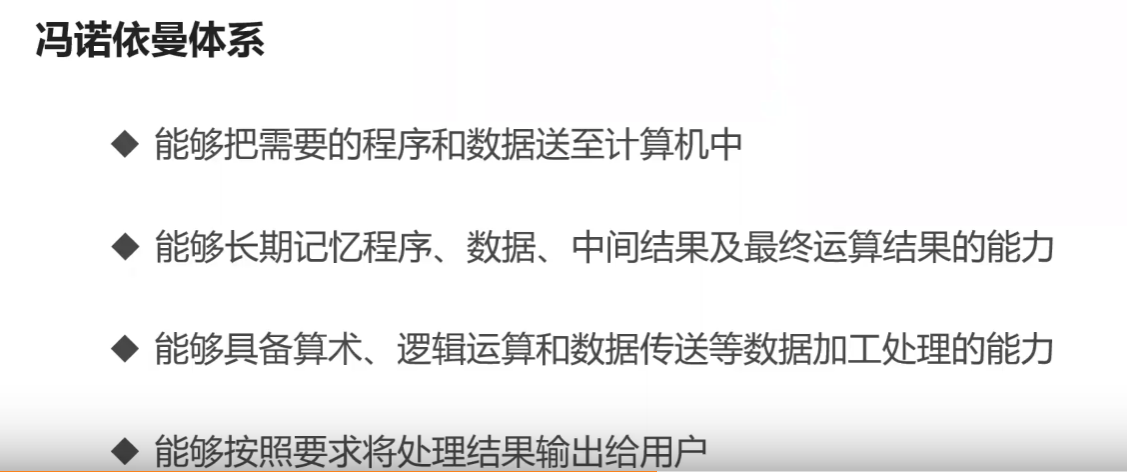 冯诺依曼体系
◆ 能够把需要的程序和数据送至计算机中
◆ 能够长期记忆程序、数据、中间结果及最终运算结果的能力
◆ 能够具备算术、逻辑运算和数据传送等数据加工处理的能力
◆ 能够按照要求将处理结果输出给用户